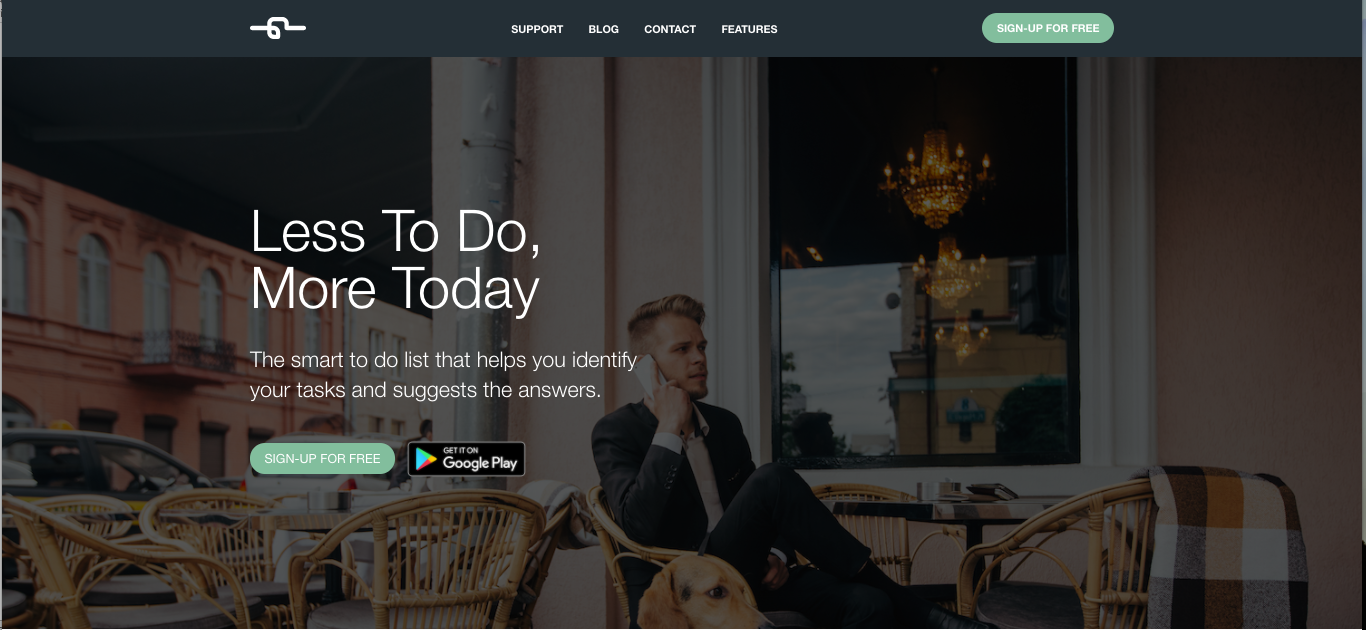 SUPPORT BLOG CONTACT FEATURES SIGN-UP FOR FREE
Less To Do,
More Today
The smart to do list that helps you identify
your tasks and suggests the answers.
SIGN-UP FOR FREE
GET IT ON
Google Play